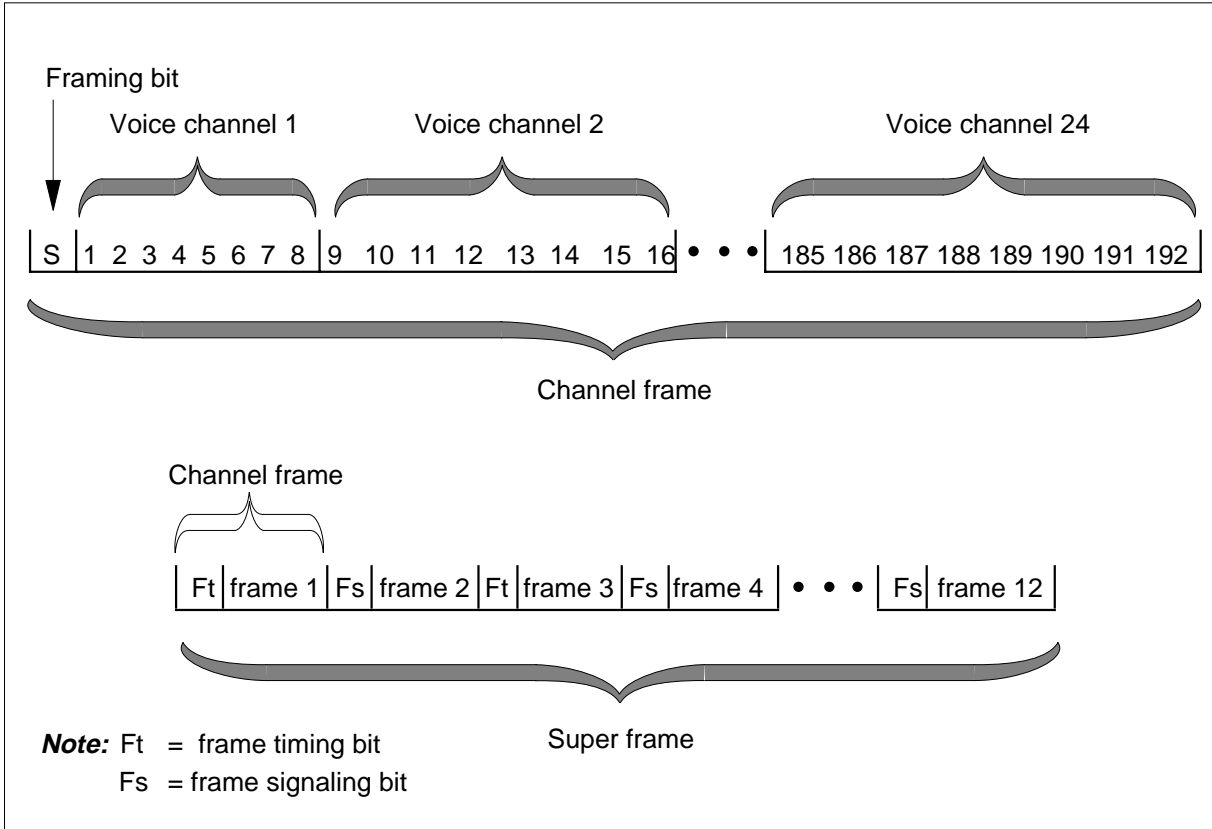 Framing bit
Voice channel 1 Voice channel 2 Voice channel 24
S 1 2 3 4 5 6 7 8 9 10 11 12 13 14 15 16 • • • 185 186 187 188 189 190 191 192
Channel frame
Channel frame
Ft frame 1 Fs frame 2 Ft frame 3 Fs frame 4 • • • Fs frame 12
Super frame
Note: Ft = frame timing bit
Fs = frame signaling bit